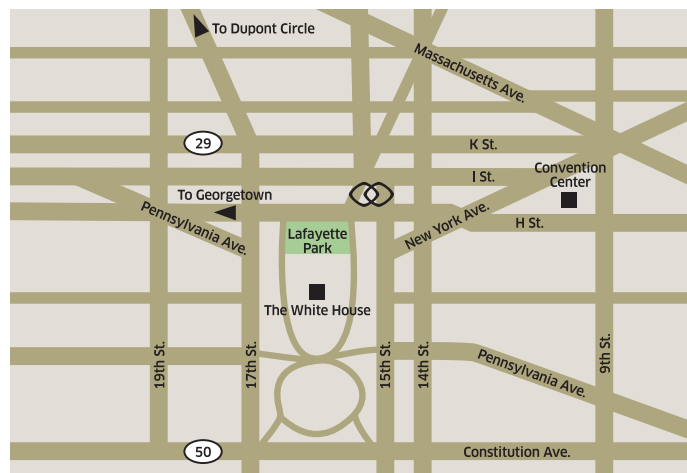 To Dupont Circle
Massachusetts Ave.
29
K St.
I St.
Convention
Center
To Georgetown
Pennsylvania Ave.
New York Ave.
H St.
Lafayette
Park
The White House
19th St.
17th St.
15th St.
14th St.
9th St.
Pennsylvania Ave.
50
Constitution Ave.